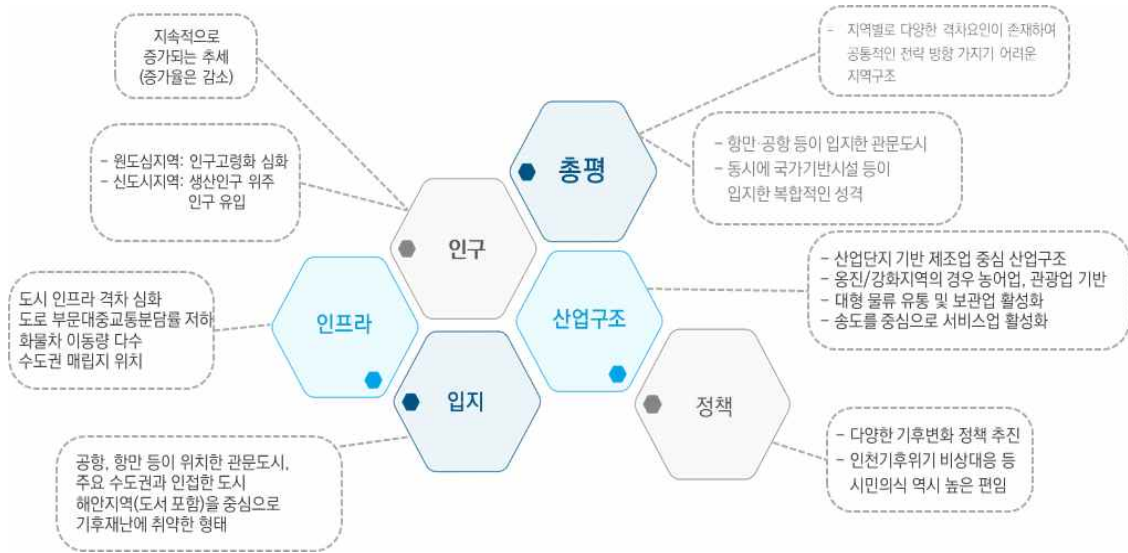 지속적으로
증가되는 추세
(증가율은 감소)
- 원도심지역: 인구고령화 심화
- 신도시지역: 생산인구 위주
인구 유입
인구
- 지역별로 다양한 격차요인이 존재하여
공통적인 전략 방향 가지기 어려운
지역구조
- 항만·공항 등이 입지한 관문도시
- 동시에 국가기반시설 등이
입지한 복합적인 성격
총평
도시 인프라 격차 심화
도로 부문대중교통분담률 저하
화물차 이동량 다수
수도권 매립지 위치
인프라
- 산업단지 기반 제조업 중심 산업구조
- 옹진/강화지역의 경우 농어업, 관광업 기반
- 대형 물류 유통 및 보관업 활성화
- 송도를 중심으로 서비스업 활성화
산업구조
입지
공항, 항만 등이 위치한 관문도시,
주요 수도권과 인접한 도시
해안지역(도서 포함)을 중심으로
기후재난에 취약한 형태
정책
- 다양한 기후변화 정책 추진
- 인천기후위기 비상대응 등
시민의식 역시 높은 편임